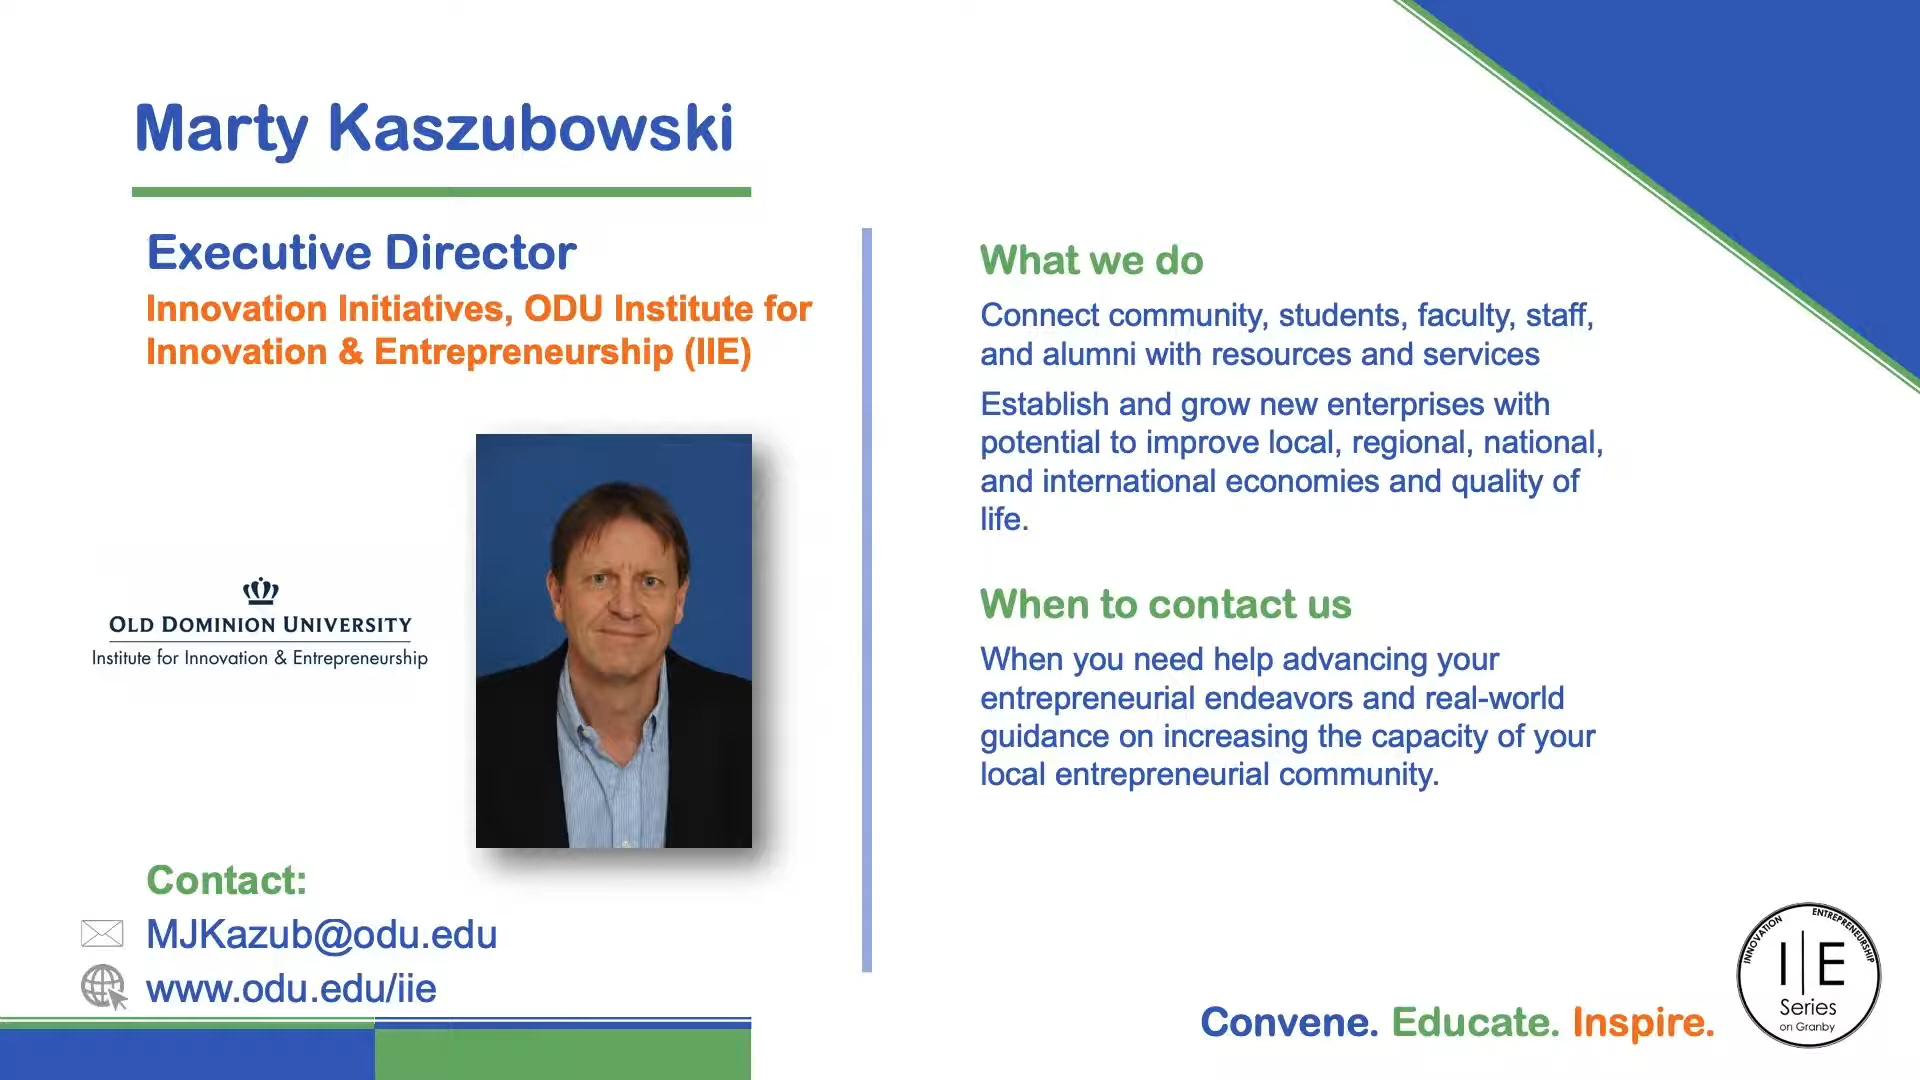 Marty Kaszubowski
Executive Director
Innovation Initiatives, ODU Institute for
Innovation & Entrepreneurship (IIE)
OLD DOMINION UNIVERSITY
Institute for Innovation & Entrepreneurship
Contact:
MJKazub@odu.edu
www.odu.edu/iie
What we do
Connect community, students, faculty, staff,
and alumni with resources and services
Establish and grow new enterprises with
potential to improve local, regional, national,
and international economies and quality of
life.
When to contact us
When you need help advancing your
entrepreneurial endeavors and real-world
guidance on increasing the capacity of your
local entrepreneurial community.
Convene. Educate. Inspire.
INNOVATION ENTREPRENEURSHIP
I|E
Series
on Granby